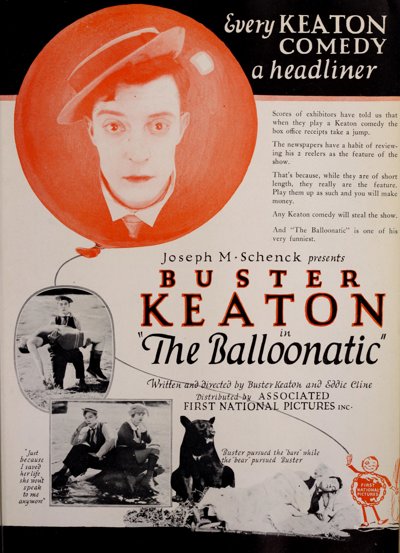 Every KEATON
COMEDY
a headliner
Scores of exhibitors have told us that
when they play a Keaton comedy the
box office receipts take a jump.
The newspapers have a habit of review-
ing his 2 reelers as the feature of the
show.
That's because, while they are of short
length, they really are the feature.
Play them up as such and you will make
money.
Any Keaton comedy will steal the show.
And "The Balloonatic" is one of his
very funniest.
Joseph M. Schenck presents
BUSTER
KEATON
in
"The Balloonatic"
Written and directed by Buster Keaton and Eddie Cline
Distributed by ASSOCIATED
FIRST NATIONAL PICTURES INC.
"Just
because
I saved
her life
she wont
speak to
me
anymore"
Buster pursued the "bare" while
the "bear" pursued Buster
FIRST
NATIONAL
PICTURES